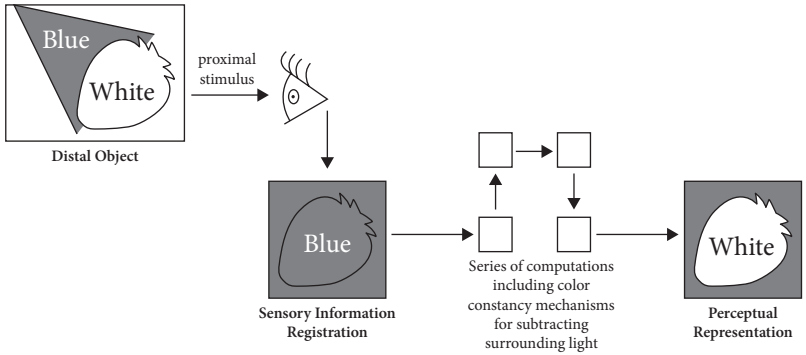 Blue
White
proximal
stimulus
Distal Object
Blue
Sensory Information
Registration
Series of computations
including color
constancy mechanisms
for subtracting
surrounding light
White
Perceptual
Representation